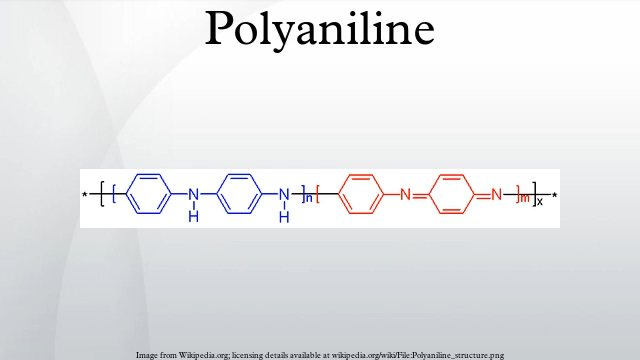 Polyaniline
* [ [ N H N H ]n [ N N ]m ]x *
Image from Wikipedia.org; licensing details available at wikipedia.org/wiki/File:Polyaniline_structure.png